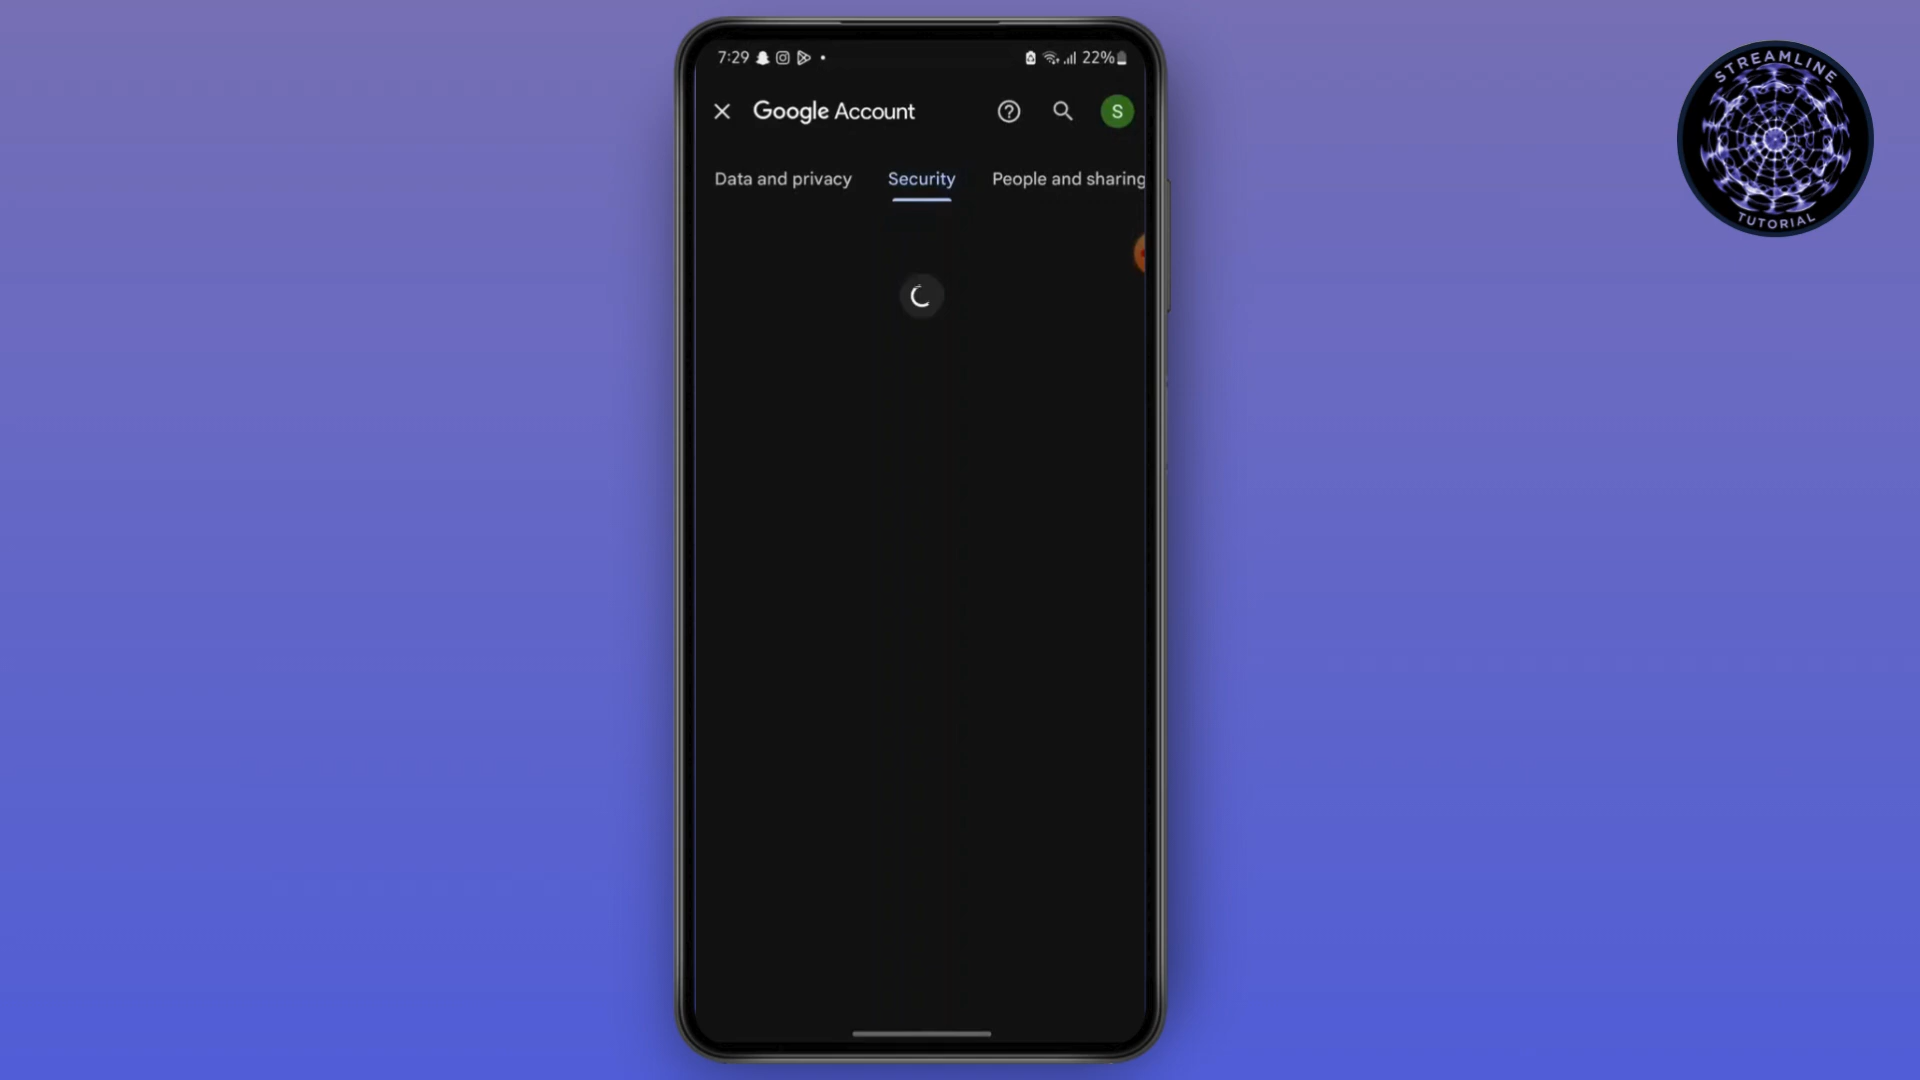 7:29
22%
Google Account
S
Data and privacy
Security
People and sharing
STREAMLINE
TUTORIAL